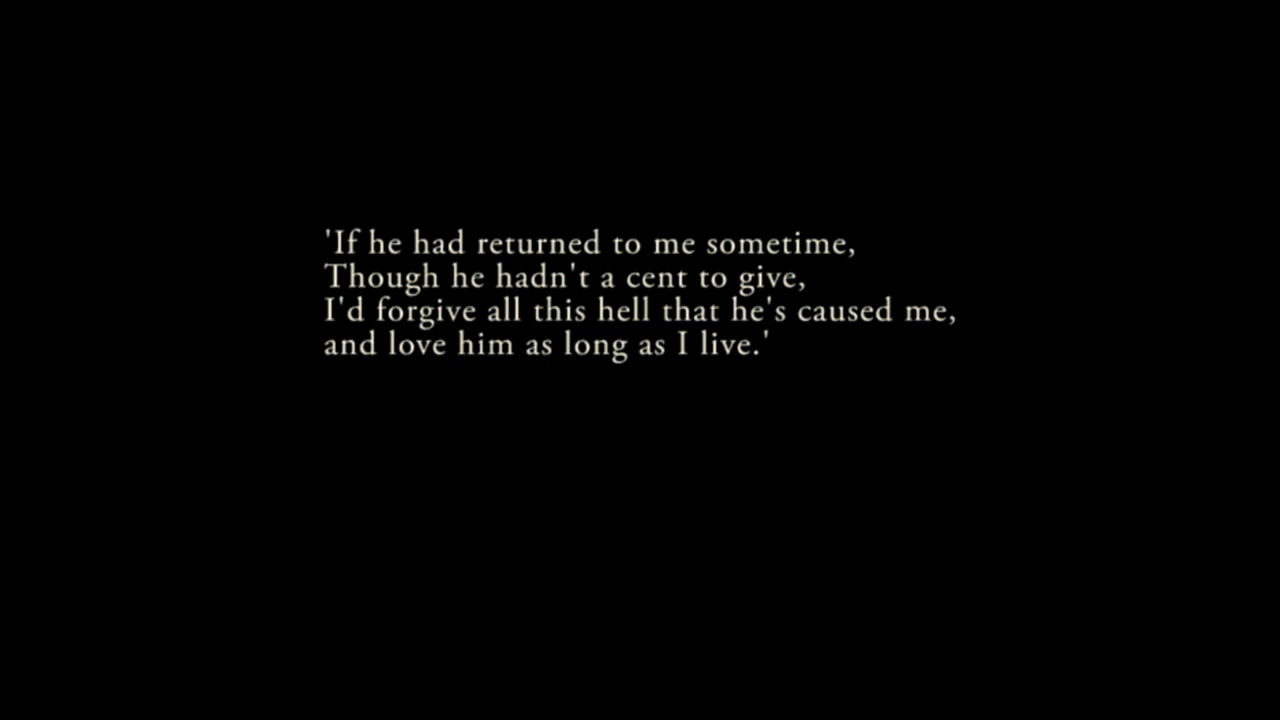 'If he had returned to me sometime,
Though he hadn't a cent to give,
I'd forgive all this hell that he's caused me,
and love him as long as I live.'